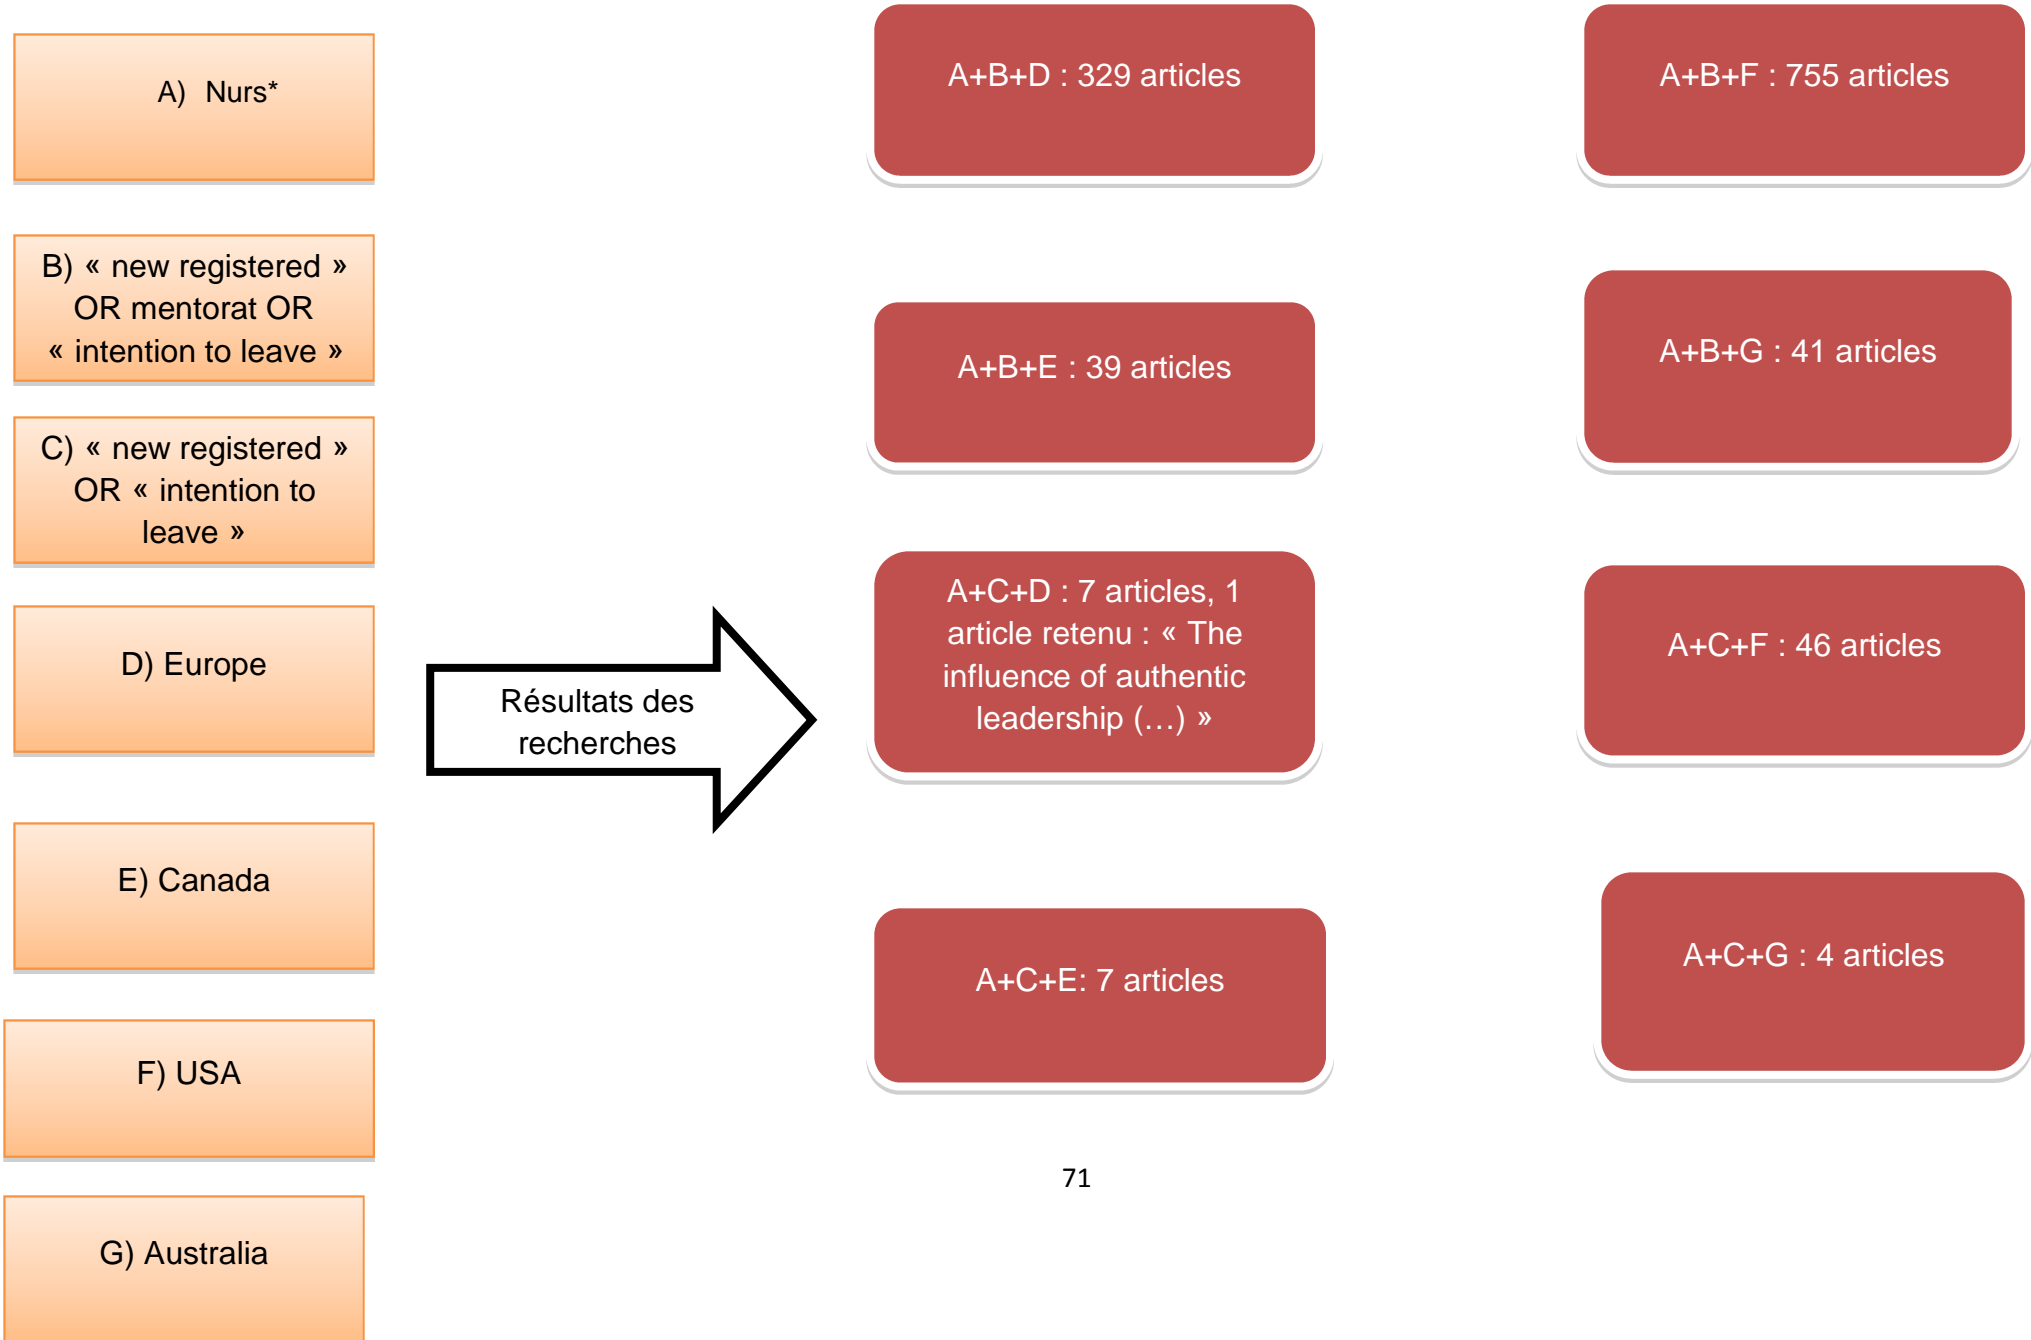 A) Nurs*
B) « new registered »
OR mentorat OR
« intention to leave »
C) « new registered »
OR « intention to
leave »
D) Europe
E) Canada
F) USA
G) Australia
Résultats des
recherches
A+B+D : 329 articles
A+B+E : 39 articles
A+C+D : 7 articles, 1
article retenu : « The
influence of authentic
leadership (…) »
A+C+E: 7 articles
A+B+F : 755 articles
A+B+G : 41 articles
A+C+F : 46 articles
A+C+G : 4 articles
71